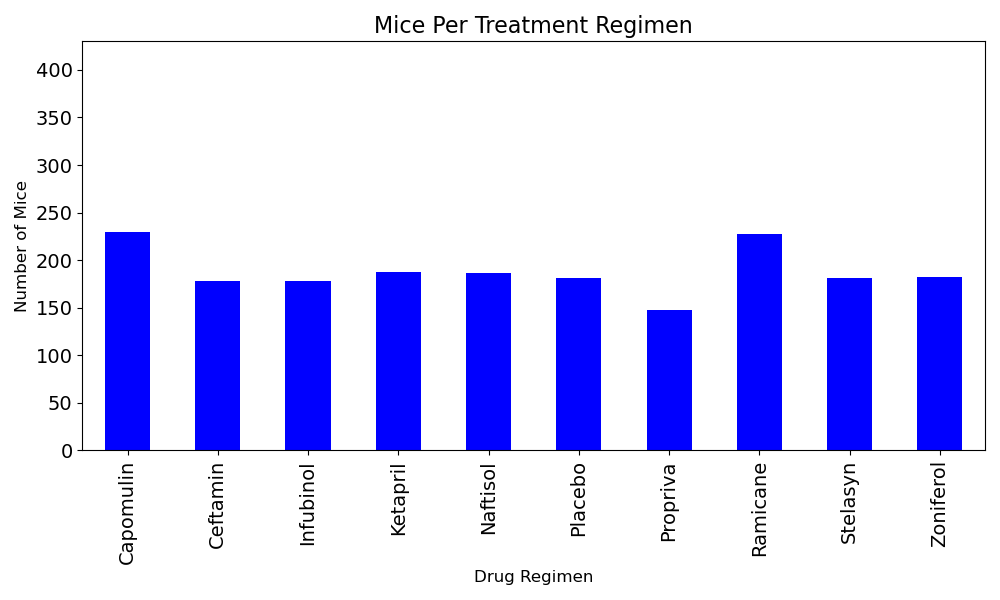 Mice Per Treatment Regimen
Number of Mice
400
350
300
250
200
150
100
50
0
Capomulin
Ceftamin
Infubinol
Ketapril
Naftisol
Placebo
Propriva
Ramicane
Stelasyn
Zoniferol
Drug Regimen